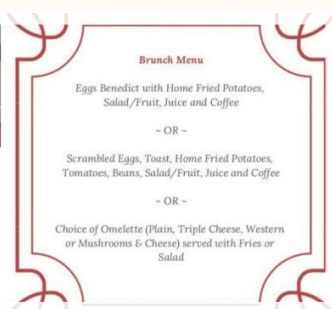 Brunch Menu
Eggs Benedict with Home Fried Potatoes,
Salad/Fruit, Juice and Coffee
~ OR ~
Scrambled Eggs, Toast, Home Fried Potatoes,
Tomatoes, Beans, Salad/Fruit, Juice and Coffee
~ OR ~
Choice of Omelette (Plain, Triple Cheese, Western
or Mushrooms & Cheese) served with Fries or
Salad